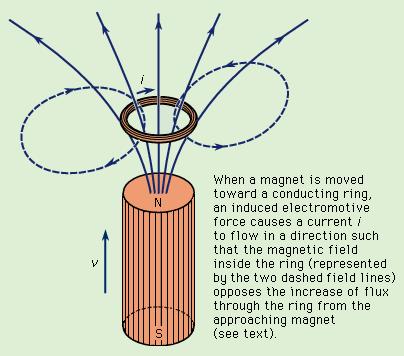 i
N
When a magnet is moved
toward a conducting ring,
an induced electromotive
force causes a current i
to flow in a direction such
that the magnetic field
inside the ring (represented
by the two dashed field lines)
opposes the increase of flux
through the ring from the
approaching magnet
(see text).
v
S